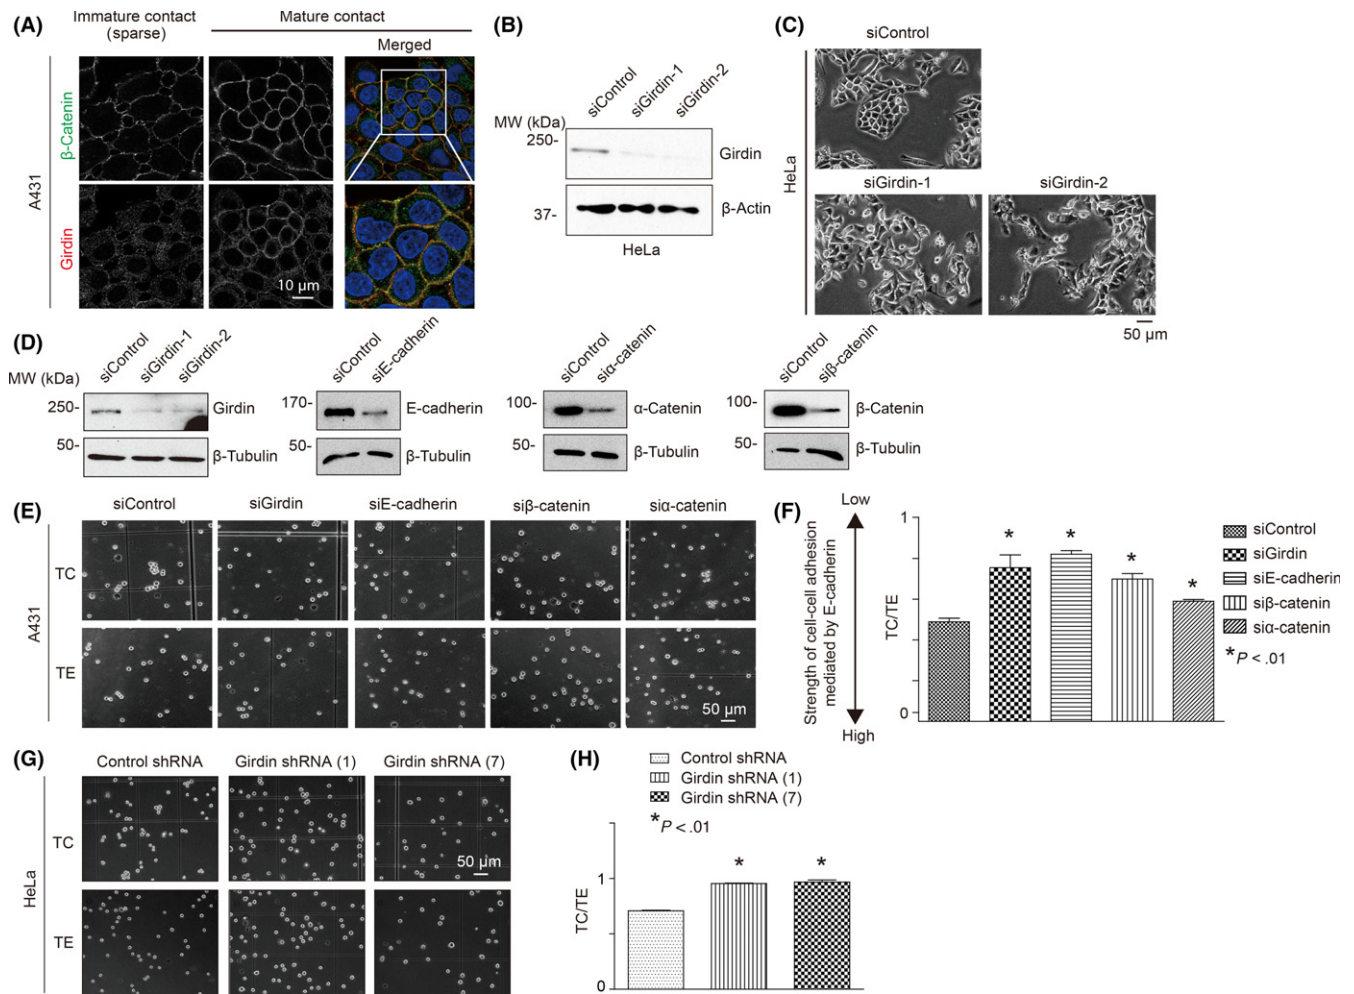 (A)
Immature contact
(sparse)
Mature contact
Merged
A431
β-Catenin
Girdin
10 µm
(B)
siControl
siGirdin-1
siGirdin-2
MW (kDa)
250-
Girdin
37-
β-Actin
HeLa
(C)
siControl
HeLa
siGirdin-1
siGirdin-2
50 µm
(D)
MW (kDa)
siControl
siGirdin-1
siGirdin-2
250-
Girdin
50-
β-Tubulin
siControl
siE-cadherin
170-
E-cadherin
50-
β-Tubulin
siControl
siα-catenin
100-
α-Catenin
50-
β-Tubulin
siControl
siβ-catenin
100-
β-Catenin
50-
β-Tubulin
(E)
siControl
siGirdin
siE-cadherin
siβ-catenin
siα-catenin
A431
TC
TE
50 µm
(F)
Low
Strength of cell-cell adhesion
mediated by E-cadherin
High
TC/TE
1
0
*
*
*
*
siControl
siGirdin
siE-cadherin
siβ-catenin
siα-catenin
*P < .01
(G)
Control shRNA
Girdin shRNA (1)
Girdin shRNA (7)
HeLa
TC
50 µm
TE
(H)
Control shRNA
Girdin shRNA (1)
Girdin shRNA (7)
*P < .01
TC/TE
1
0
*
*